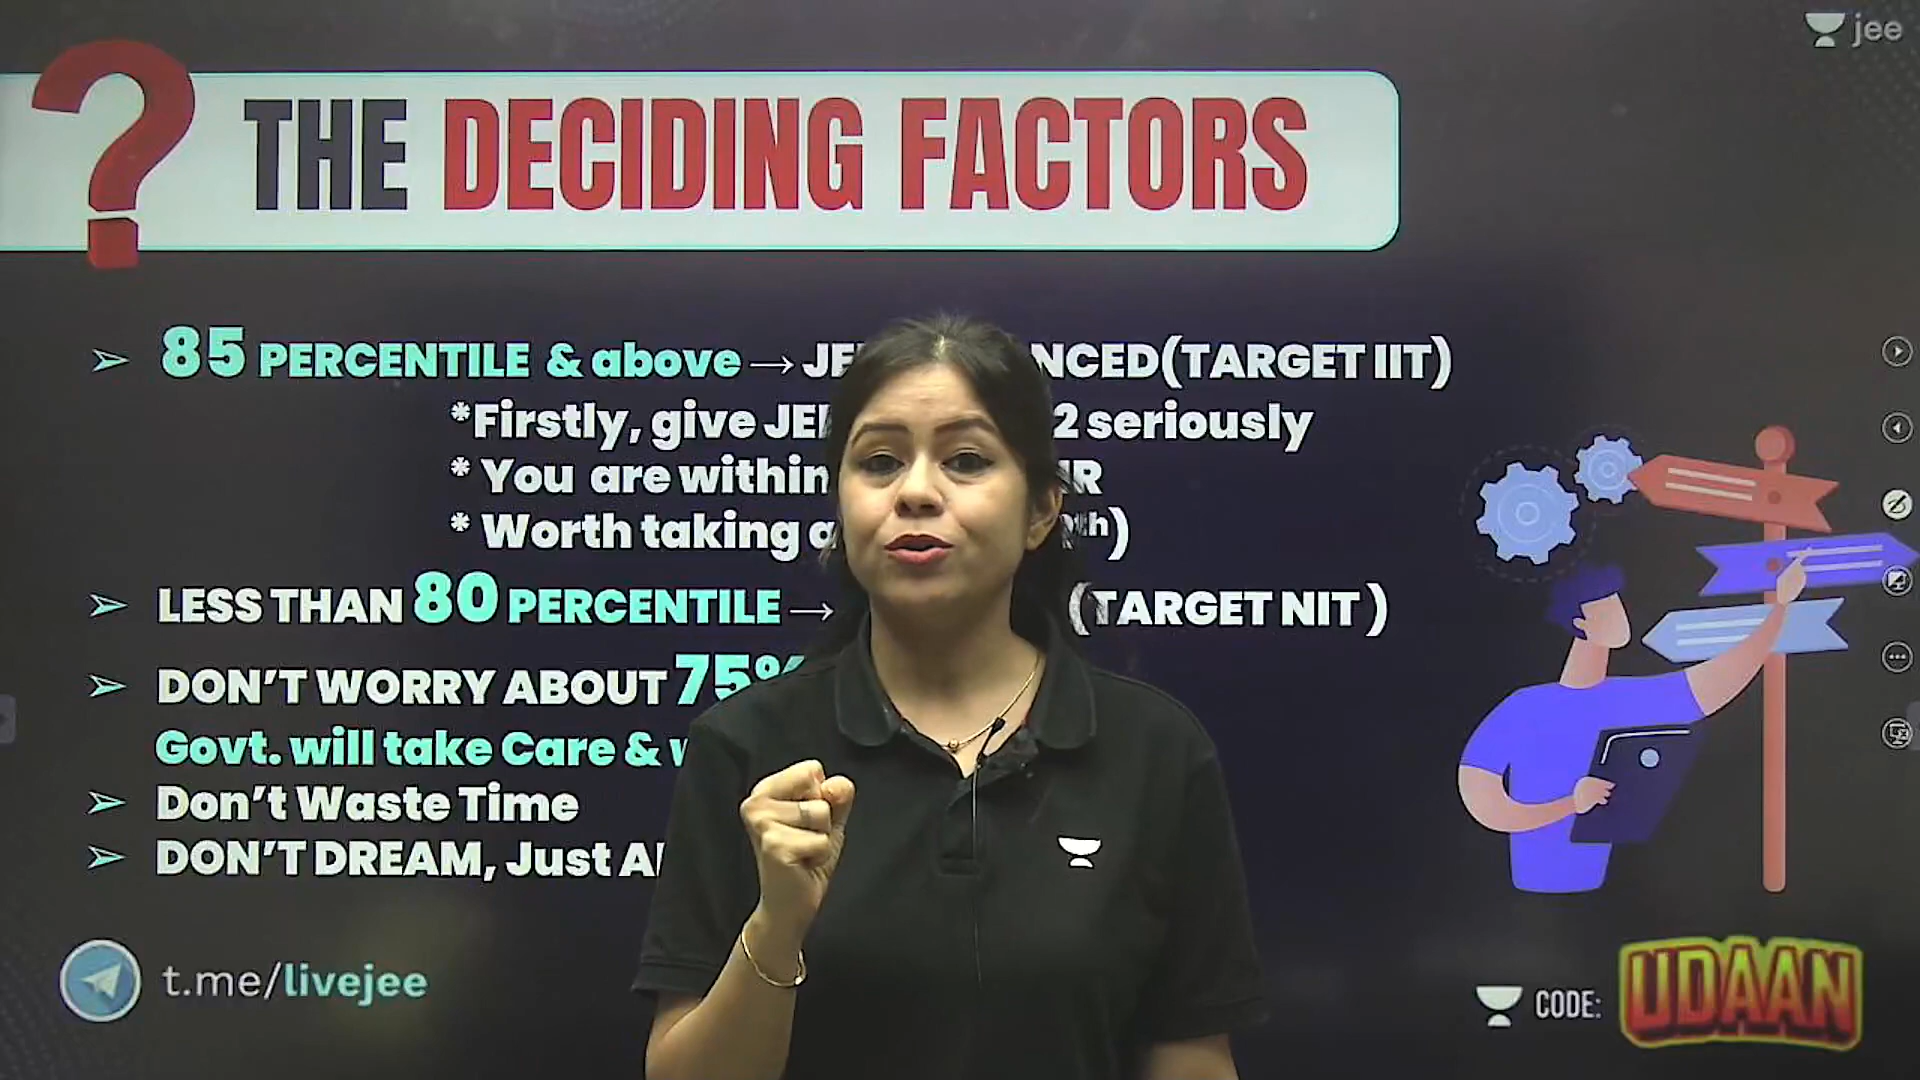 jee
THE DECIDING FACTORS
➢ 85 PERCENTILE & above → NCED(TARGET IIT)
*Firstly, give 2 seriously
* You are within
* Worth taking
➢ LESS THAN 80 PERCENTILE → (TARGET NIT )
➢ DON'T WORRY ABOUT 75%
Govt. will take Care &
➢ Don't Waste Time
➢ DON'T DREAM, Just
t.me/livejee
CODE: UDAAN